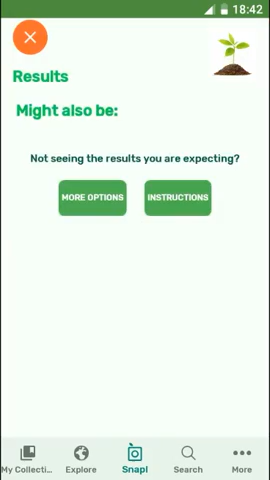 18:42
Results
Might also be:
Not seeing the results you are expecting?
MORE OPTIONS
INSTRUCTIONS
My Collecti...
Explore
Snap!
Search
More